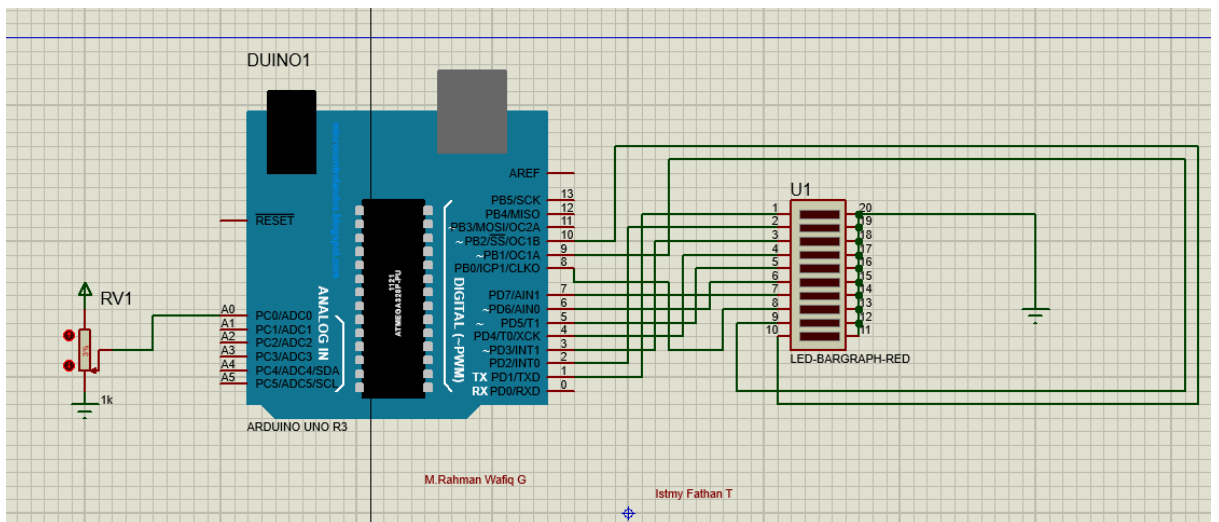 DUINO1
RESET
AREF
PB5/SCK 13
PB4/MISO 12
~PB3/MOSI/OC2A 11
~PB2/SS/OC1B 10
~PB1/OC1A 9
PB0/ICP1/CLKO 8
PD7/AIN1 7
~PD6/AIN0 6
~PD5/T1 5
PD4/T0/XCK 4
~PD3/INT1 3
PD2/INT0 2
TX PD1/TXD 1
RX PD0/RXD 0
DIGITAL (~PWM)
1121
ATMEGA328P-PU
ANALOG IN
A0 PC0/ADC0
A1 PC1/ADC1
A2 PC2/ADC2
A3 PC3/ADC3
A4 PC4/ADC4/SDA
A5 PC5/ADC5/SCL
ARDUINO UNO R3
RV1
1k
U1
1 20
2 19
3 18
4 17
5 16
6 15
7 14
8 13
9 12
10 11
LED-BARGRAPH-RED
M.Rahman Wafiq G
Istmy Fathan T